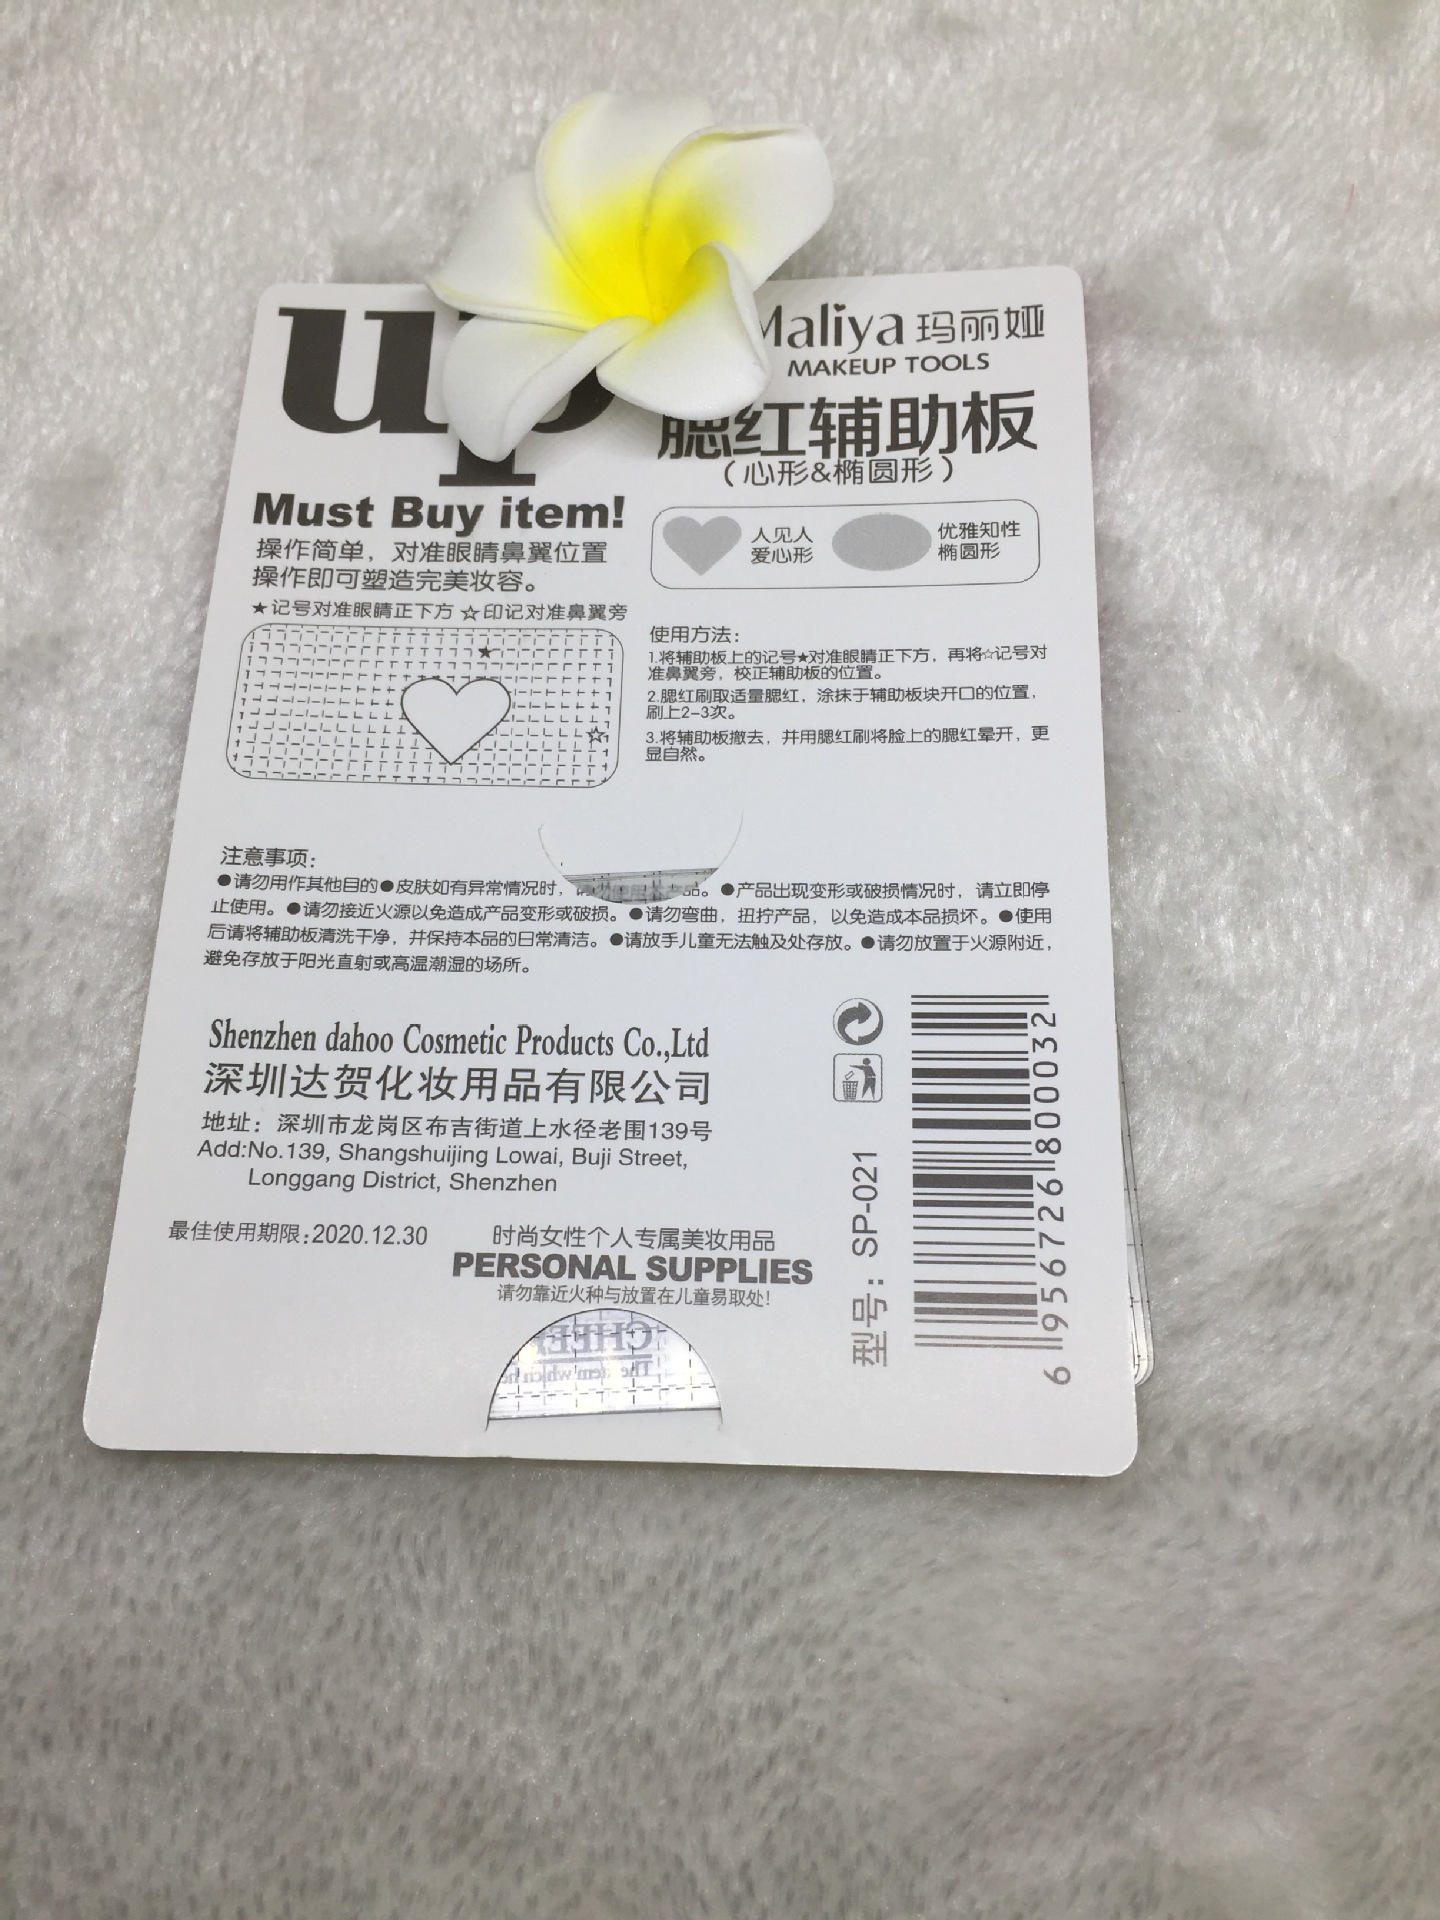 up
Must Buy item!
操作简单，对准眼睛鼻翼位置
操作即可塑造完美妆容。
★记号对准眼睛正下方 ☆印记对准鼻翼旁
Maliya 玛丽娅
MAKEUP TOOLS
腮红辅助板
（心形&椭圆形）
人见人
爱心形
优雅知性
椭圆形
使用方法：
1.将辅助板上的记号★对准眼睛正下方，再将☆记号对
准鼻翼旁，校正辅助板的位置。
2.腮红刷取适量腮红，涂抹于辅助板块开口的位置，
刷上2-3次。
3.将辅助板撤去，并用腮红刷将脸上的腮红晕开，更
显自然。
注意事项：
●请勿用作其他目的●皮肤如有异常情况时，请勿使用本产品。●产品出现变形或破损情况时，请立即停
止使用。●请勿接近火源以免造成产品变形或破损。●请勿弯曲，扭拧产品，以免造成本品损坏。●使用
后请将辅助板清洗干净，并保持本品的日常清洁。●请放手儿童无法触及处存放。●请勿放置于火源附近，
避免存放于阳光直射或高温潮湿的场所。
Shenzhen dahoo Cosmetic Products Co.,Ltd
深圳达贺化妆用品有限公司
地址：深圳市龙岗区布吉街道上水径老围139号
Add:No.139, Shangshuijing Lowai, Buji Street,
Longgang District, Shenzhen
最佳使用期限:2020.12.30
时尚女性个人专属美妆用品
PERSONAL SUPPLIES
请勿靠近火种与放置在儿童易取处!
型号：SP-021
6956726800032